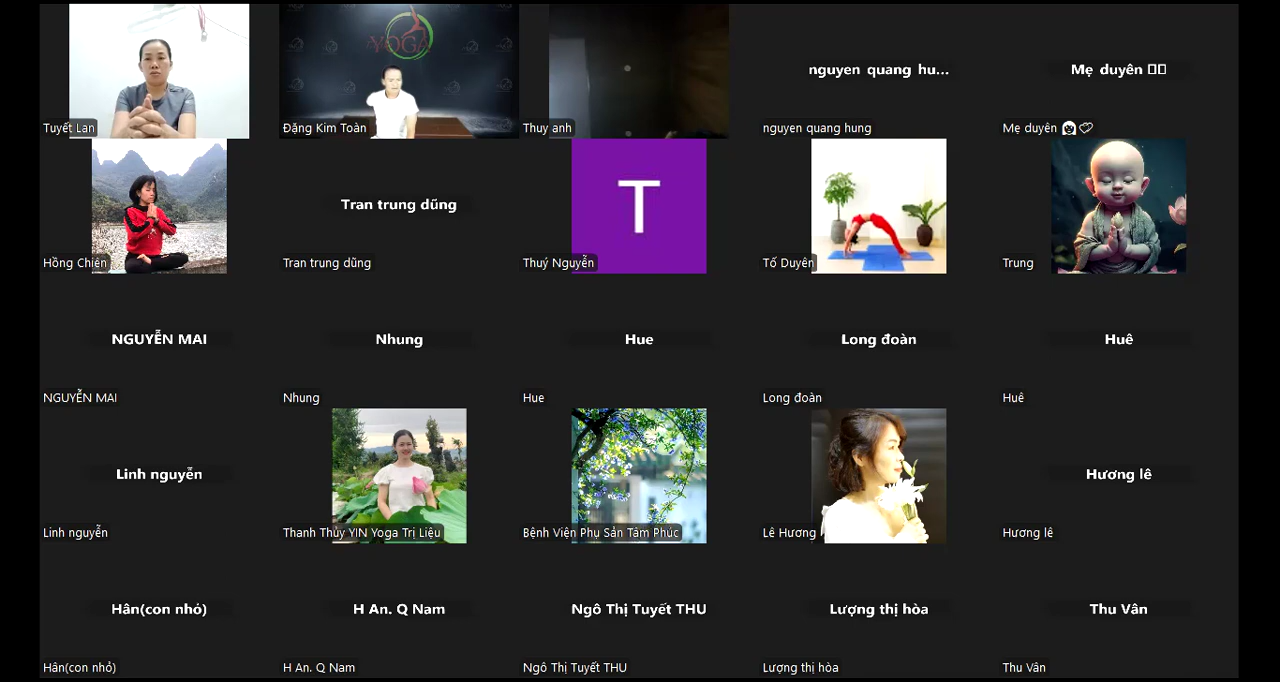 YOGA
Tuyết Lan
Đặng Kim Toàn
Thuy anh
nguyen quang hu...
nguyen quang hung
Mẹ duyên
Mẹ duyên
Hồng Chiên
Tran trung dũng
Tran trung dũng
T
Thuý Nguyễn
Tố Duyên
Trung
NGUYỄN MAI
NGUYỄN MAI
Nhung
Nhung
Hue
Hue
Long đoàn
Long đoàn
Huê
Huê
Linh nguyễn
Linh nguyễn
Thanh Thủy YIN Yoga Trị Liệu
Bệnh Viện Phụ Sản Tâm Phúc
Lê Hương
Hương lê
Hương lê
Hân(con nhỏ)
Hân(con nhỏ)
H An. Q Nam
H An. Q Nam
Ngô Thị Tuyết THU
Ngô Thị Tuyết THU
Lượng thị hòa
Lượng thị hòa
Thu Vân
Thu Vân